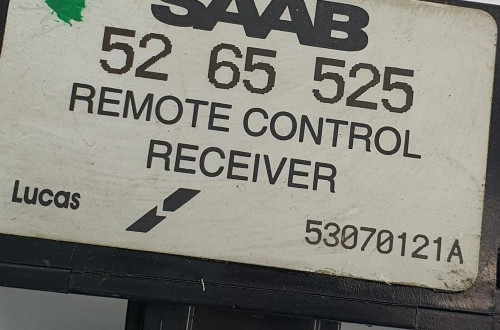 SAAB
52 65 525
REMOTE CONTROL
RECEIVER
Lucas
53070121A